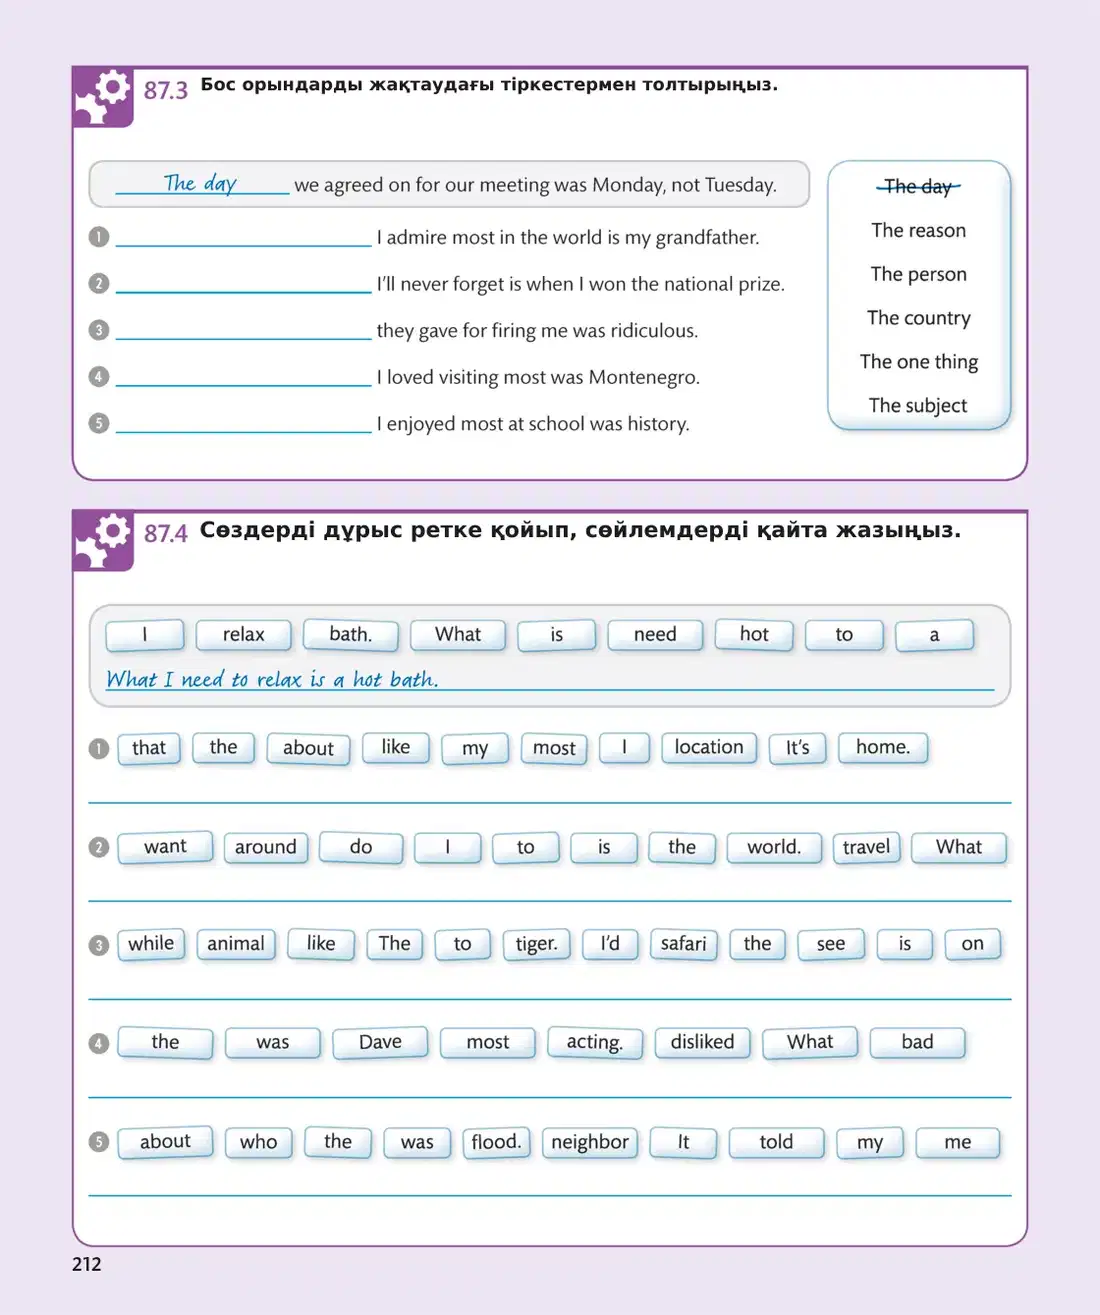 87.3 Бос орындарды жақтаудағы тіркестермен толтырыңыз.
The day we agreed on for our meeting was Monday, not Tuesday.
1 I admire most in the world is my grandfather.
2 I'll never forget is when I won the national prize.
3 they gave for firing me was ridiculous.
4 I loved visiting most was Montenegro.
5 I enjoyed most at school was history.
The day
The reason
The person
The country
The one thing
The subject
87.4 Сөздерді дұрыс ретке қойып, сөйлемдерді қайта жазыңыз.
I relax bath. What is need hot to a
What I need to relax is a hot bath.
1 that the about like my most I location It's home.
2 want around do I to is the world. travel What
3 while animal like The to tiger. I'd safari the see is on
4 the was Dave most acting. disliked What bad
5 about who the was flood. neighbor It told my me
212